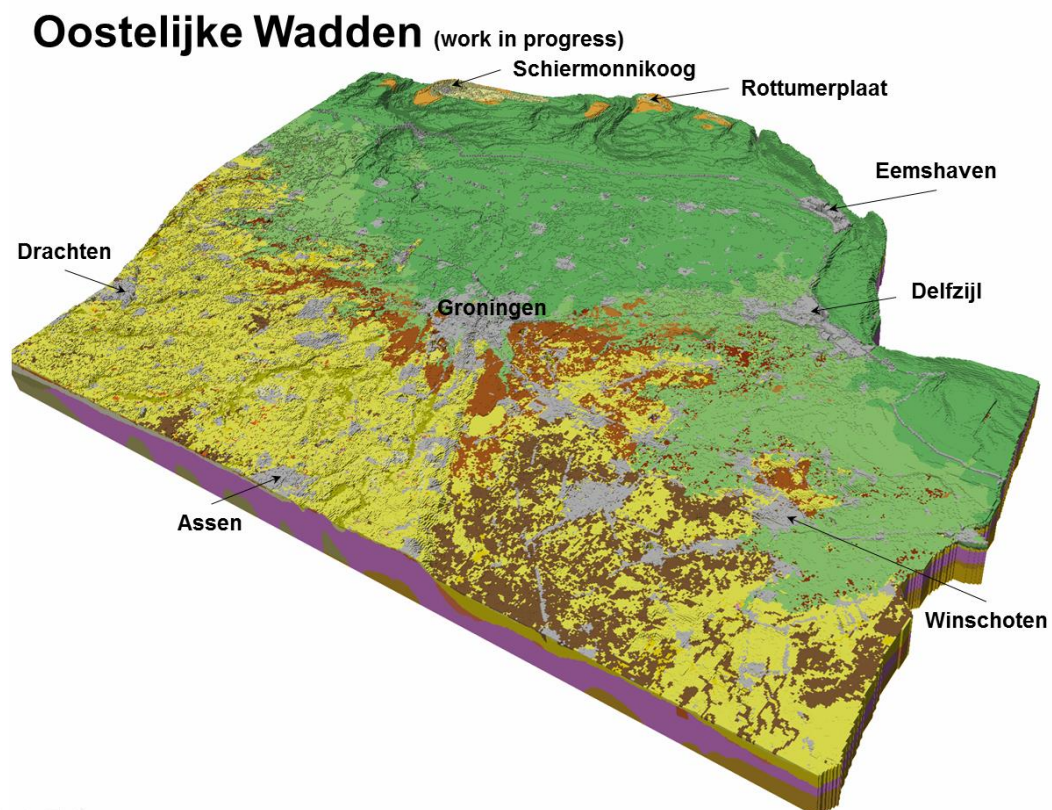 Oostelijke Wadden (work in progress)
Schiermonnikoog
Rottumerplaat
Eemshaven
Drachten
Delfzijl
Groningen
Assen
Winschoten